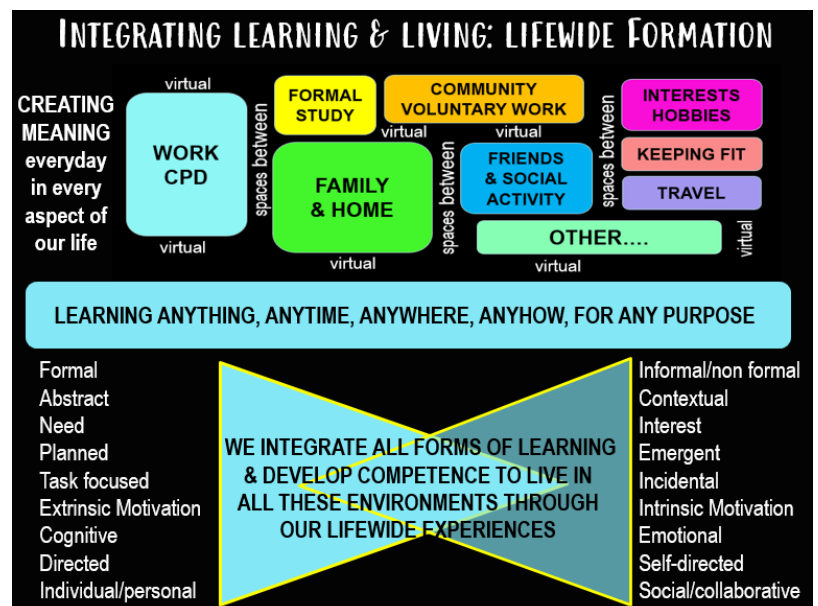 INTEGRATING LEARNING & LIVING: LIFEWIDE FORMATION
CREATING
MEANING
everyday
in every
aspect of
our life
virtual
WORK
CPD
virtual
spaces between
FORMAL
STUDY
COMMUNITY
VOLUNTARY WORK
virtual
virtual
FAMILY
& HOME
virtual
spaces between
FRIENDS
& SOCIAL
ACTIVITY
spaces between
INTERESTS
HOBBIES
KEEPING FIT
TRAVEL
OTHER....
virtual
virtual
LEARNING ANYTHING, ANYTIME, ANYWHERE, ANYHOW, FOR ANY PURPOSE
Formal
Abstract
Need
Planned
Task focused
Extrinsic Motivation
Cognitive
Directed
Individual/personal
WE INTEGRATE ALL FORMS OF LEARNING
& DEVELOP COMPETENCE TO LIVE IN
ALL THESE ENVIRONMENTS THROUGH
OUR LIFEWIDE EXPERIENCES
Informal/non formal
Contextual
Interest
Emergent
Incidental
Intrinsic Motivation
Emotional
Self-directed
Social/collaborative